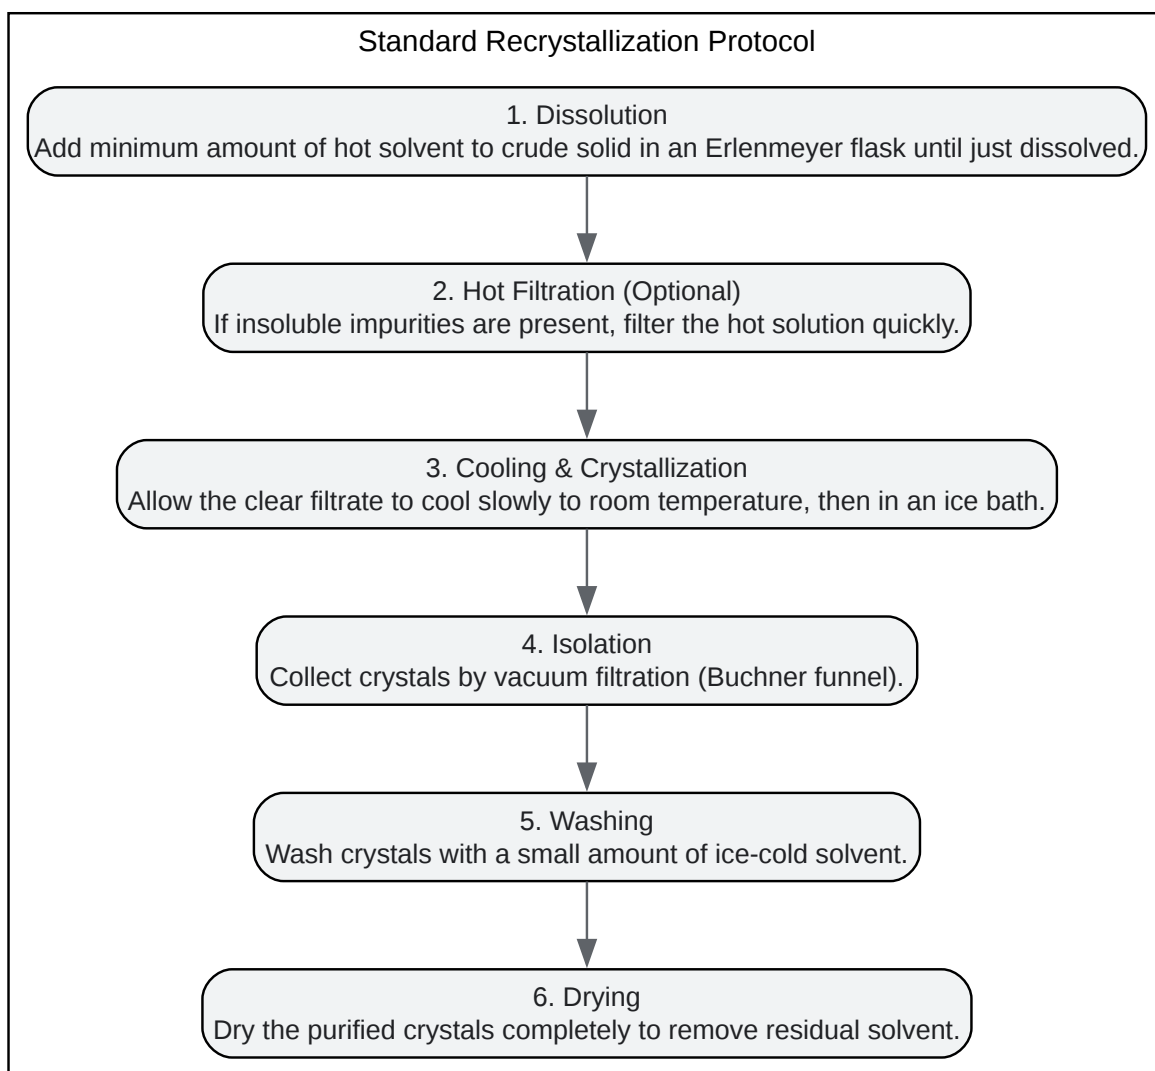 Standard Recrystallization Protocol
1. Dissolution
Add minimum amount of hot solvent to crude solid in an Erlenmeyer flask until just dissolved.
2. Hot Filtration (Optional)
If insoluble impurities are present, filter the hot solution quickly.
3. Cooling & Crystallization
Allow the clear filtrate to cool slowly to room temperature, then in an ice bath.
4. Isolation
Collect crystals by vacuum filtration (Buchner funnel).
5. Washing
Wash crystals with a small amount of ice-cold solvent.
6. Drying
Dry the purified crystals completely to remove residual solvent.